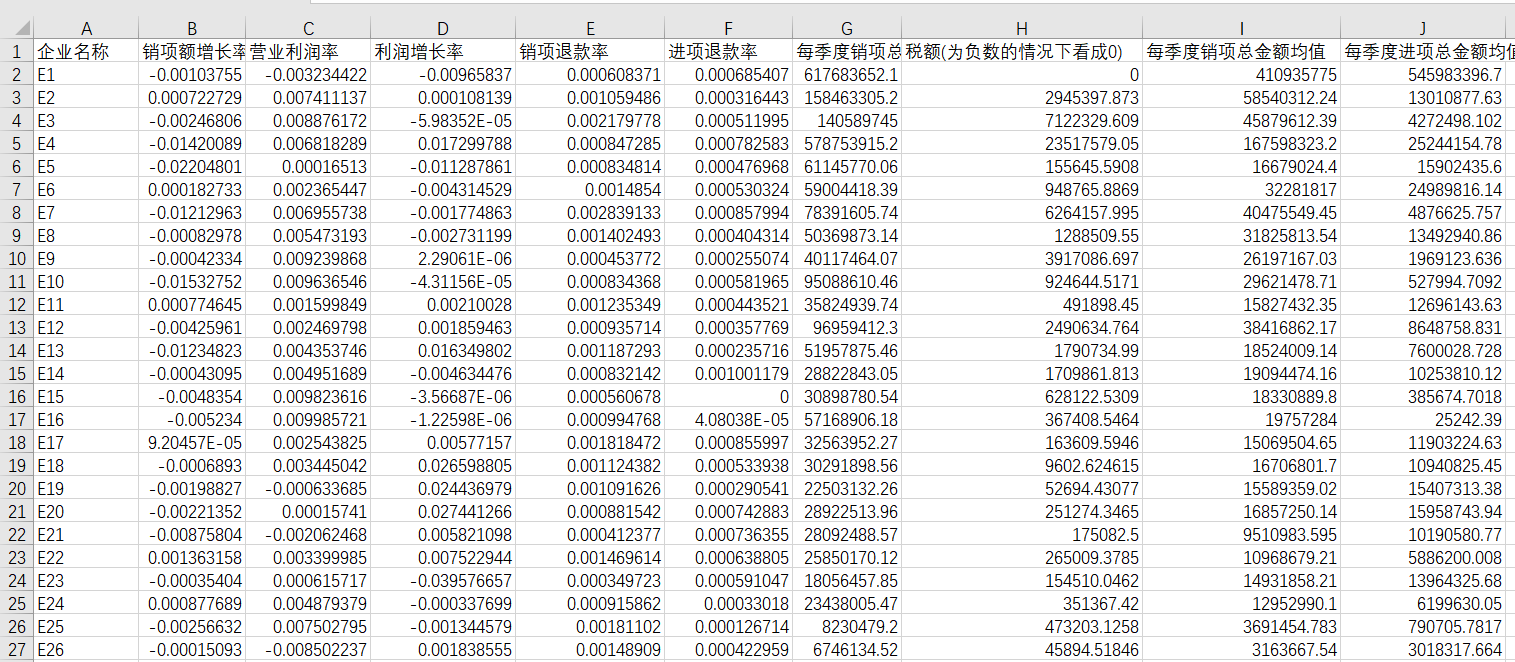 A B C D E F G H I J
1 企业名称 销项额增长率 营业利润率 利润增长率 销项退款率 进项退款率 每季度销项总 税额(为负数的情况下看成0) 每季度销项总金额均值 每季度进项总金额均值
2 E1 -0.00103755 -0.003234422 -0.00965837 0.000608371 0.000685407 617683652.1 0 410935775 545983396.7
3 E2 0.000722729 0.007411137 0.000108139 0.001059486 0.000316443 158463305.2 2945397.873 58540312.24 13010877.63
4 E3 -0.00246806 0.008876172 -5.98352E-05 0.002179778 0.000511995 140589745 7122329.609 45879612.39 4272498.102
5 E4 -0.01420089 0.006818289 0.017299788 0.000847285 0.000782583 578753915.2 23517579.05 167598323.2 25244154.78
6 E5 -0.02204801 0.00016513 -0.011287861 0.000834814 0.000476968 61145770.06 155645.5908 16679024.4 15902435.6
7 E6 0.000182733 0.002365447 -0.004314529 0.0014854 0.000530324 59004418.39 948765.8869 32281817 24989816.14
8 E7 -0.01212963 0.006955738 -0.001774863 0.002839133 0.000857994 78391605.74 6264157.995 40475549.45 4876625.757
9 E8 -0.00082978 0.005473193 -0.002731199 0.001402493 0.000404314 50369873.14 1288509.55 31825813.54 13492940.86
10 E9 -0.00042334 0.009239868 2.29061E-06 0.000453772 0.000255074 40117464.07 3917086.697 26197167.03 1969123.636
11 E10 -0.01532752 0.009636546 -4.31156E-05 0.000834368 0.000581965 95088610.46 924644.5171 29621478.71 527994.7092
12 E11 0.000774645 0.001599849 0.00210028 0.001235349 0.000443521 35824939.74 491898.45 15827432.35 12696143.63
13 E12 -0.00425961 0.002469798 0.001859463 0.000935714 0.000357769 96959412.3 2490634.764 38416862.17 8648758.831
14 E13 -0.01234823 0.004353746 0.016349802 0.001187293 0.000235716 51957875.46 1790734.99 18524009.14 7600028.728
15 E14 -0.00043095 0.004951689 -0.004634476 0.000832142 0.001001179 28822843.05 1709861.813 19094474.16 10253810.12
16 E15 -0.0048354 0.009823616 -3.56687E-06 0.000560678 0 30898780.54 628122.5309 18330889.8 385674.7018
17 E16 -0.005234 0.009985721 -1.22598E-06 0.000994768 4.08038E-05 57168906.18 367408.5464 19757284 25242.39
18 E17 9.20457E-05 0.002543825 0.00577157 0.001818472 0.000855997 32563952.27 163609.5946 15069504.65 11903224.63
19 E18 -0.0006893 0.003445042 0.026598805 0.001124382 0.000533938 30291898.56 9602.624615 16706801.7 10940825.45
20 E19 -0.00198827 -0.000633685 0.024436979 0.001091626 0.000290541 22503132.26 52694.43077 15589359.02 15407313.38
21 E20 -0.00221352 0.00015741 0.027441266 0.000881542 0.000742883 28922513.96 251274.3465 16857250.14 15958743.94
22 E21 -0.00875804 -0.002062468 0.005821098 0.000412377 0.000736355 28092488.57 175082.5 9510983.595 10190580.77
23 E22 0.001363158 0.003399985 0.007522944 0.001469614 0.000638805 25850170.12 265009.3785 10968679.21 5886200.008
24 E23 -0.00035404 0.000615717 -0.039576657 0.000349723 0.000591047 18056457.85 154510.0462 14931858.21 13964325.68
25 E24 0.000877689 0.004879379 -0.000337699 0.000915862 0.00033018 23438005.47 351367.42 12952990.1 6199630.05
26 E25 -0.00256632 0.007502795 -0.001344579 0.00181102 0.000126714 8230479.2 473203.1258 3691454.783 790705.7817
27 E26 -0.00015093 -0.008502237 0.001838555 0.00148909 0.000422959 6746134.52 45894.51846 3163667.54 3018317.664